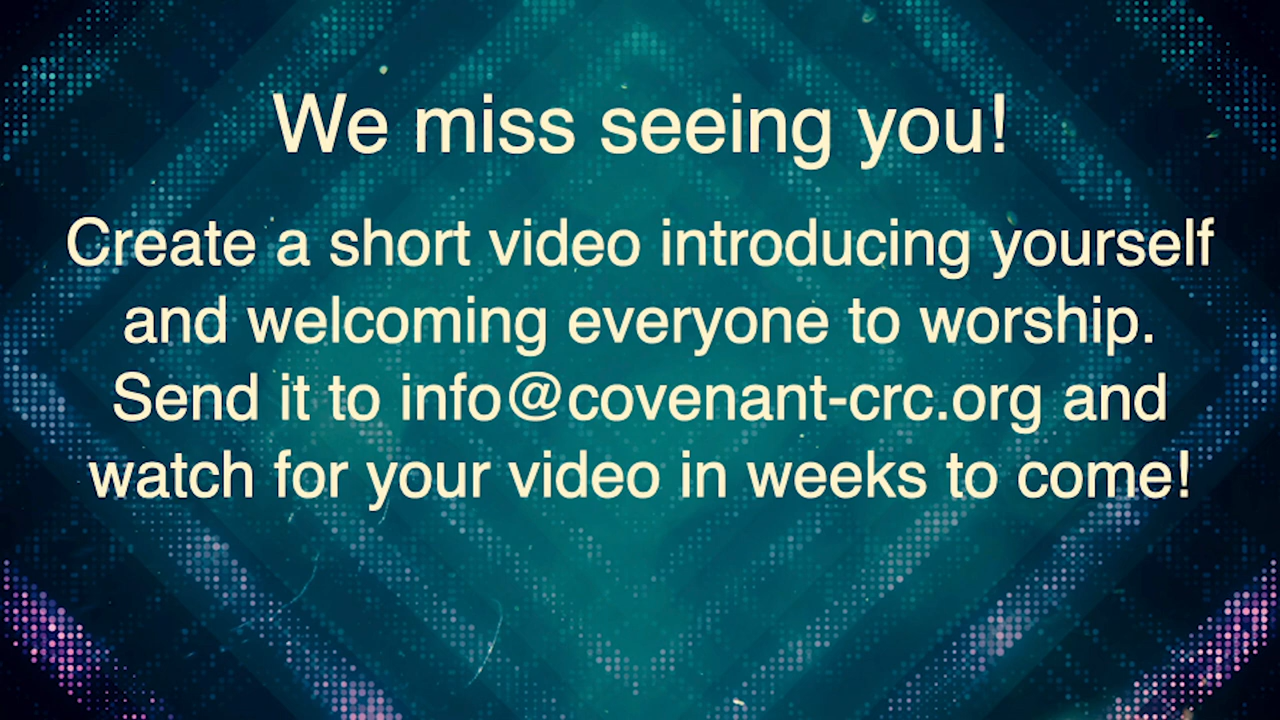 We miss seeing you!
Create a short video introducing yourself
and welcoming everyone to worship.
Send it to info@covenant-crc.org and
watch for your video in weeks to come!